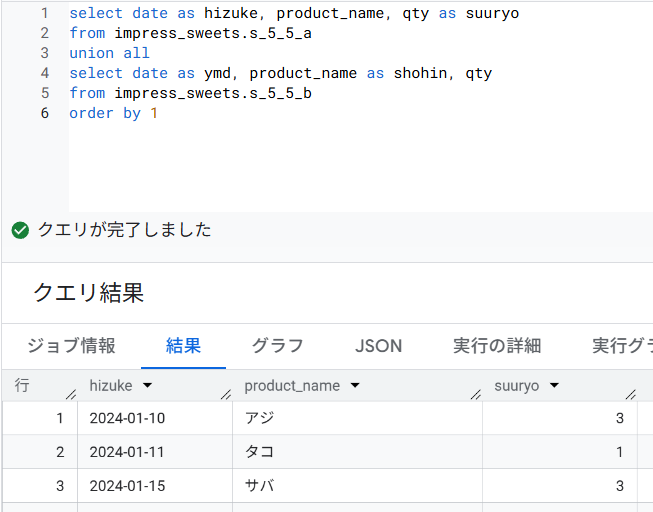 1 select date as hizuke, product_name, qty as suuryo
2 from impress_sweets.s_5_5_a
3 union all
4 select date as ymd, product_name as shohin, qty
5 from impress_sweets.s_5_5_b
6 order by 1
クエリが完了しました
クエリ結果
ジョブ情報 結果 グラフ JSON 実行の詳細 実行グラ
行 hizuke product_name suuryo
1 2024-01-10 アジ 3
2 2024-01-11 タコ 1
3 2024-01-15 サバ 3